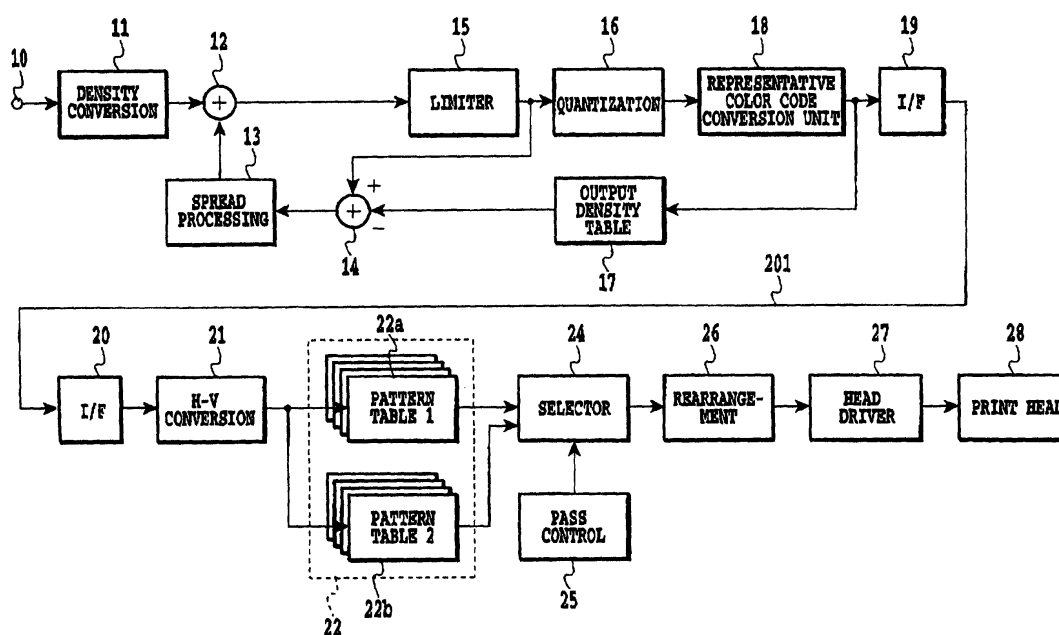 10
11
12
15
16
18
19
DENSITY
CONVERSION
+
LIMITER
QUANTIZATION
REPRESENTATIVE
COLOR CODE
CONVERSION UNIT
I/F
13
SPREAD
PROCESSING
+
+
−
14
OUTPUT
DENSITY
TABLE
17
201
20
21
22a
24
26
27
28
I/F
H-V
CONVERSION
PATTERN
TABLE 1
SELECTOR
REARRANGE-
MENT
HEAD
DRIVER
PRINT HEAD
PATTERN
TABLE 2
PASS
CONTROL
22
22b
25